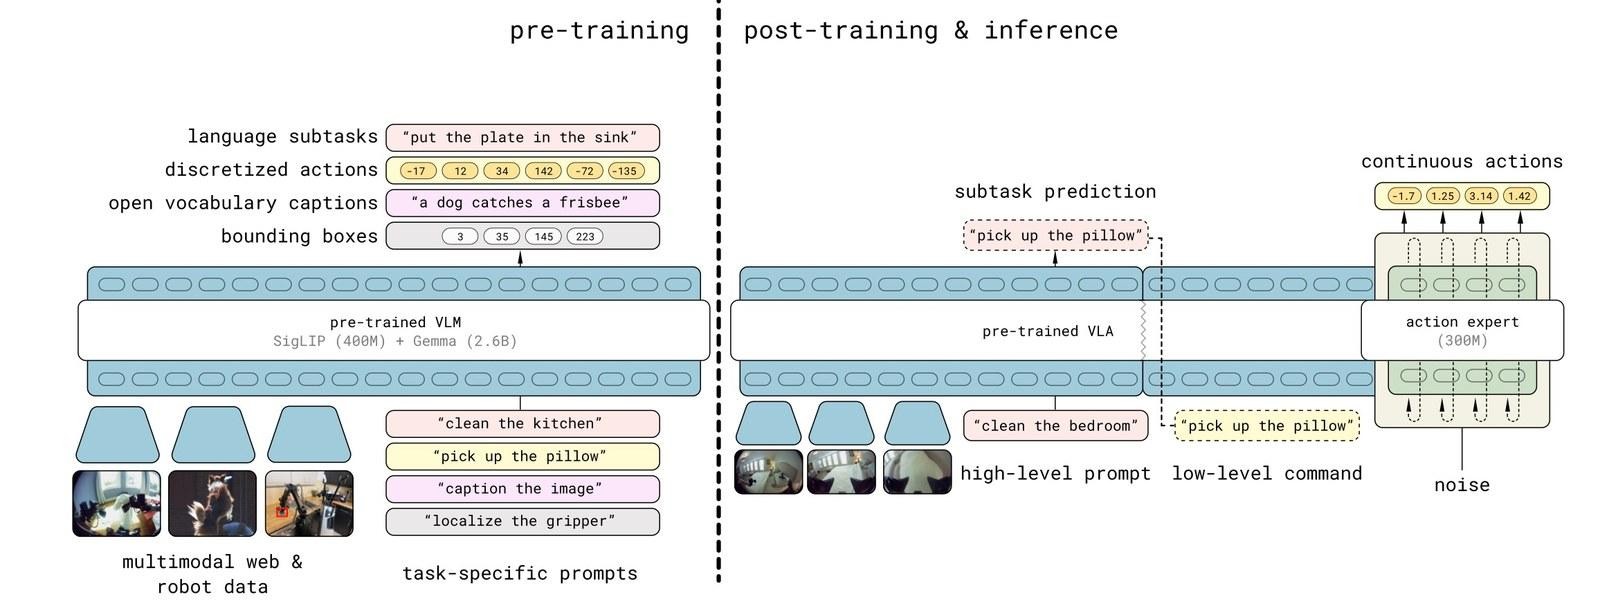 pre-training
post-training & inference
language subtasks
“put the plate in the sink”
discretized actions
-17 12 34 142 -72 -135
open vocabulary captions
“a dog catches a frisbee”
bounding boxes
3 35 145 223
pre-trained VLM
SigLIP (400M) + Gemma (2.6B)
“clean the kitchen”
“pick up the pillow”
“caption the image”
“localize the gripper”
multimodal web &
robot data
task-specific prompts
subtask prediction
“pick up the pillow”
continuous actions
-1.7 1.25 3.14 1.42
pre-trained VLA
action expert
(300M)
“clean the bedroom”
“pick up the pillow”
high-level prompt
low-level command
noise